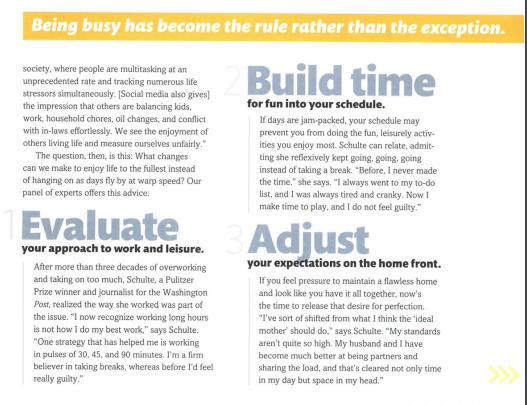 Being busy has become the rule rather than the exception.
society, where people are multitasking at an
unprecedented rate and tracking numerous life
stressors simultaneously. [Social media also gives]
the impression that others are balancing kids,
work, household chores, oil changes, and conflict
with in-laws effortlessly. We see the enjoyment of
others living life and measure ourselves unfairly.”
The question, then, is this: What changes
can we make to enjoy life to the fullest instead
of hanging on as days fly by at warp speed? Our
panel of experts offers this advice:
1 Evaluate
your approach to work and leisure.
After more than three decades of overworking
and taking on too much, Schulte, a Pulitzer
Prize winner and journalist for the Washington
Post, realized the way she worked was part of
the issue. “I now recognize working long hours
is not how I do my best work,” says Schulte.
“One strategy that has helped me is working
in pulses of 30, 45, and 90 minutes. I’m a firm
believer in taking breaks, whereas before I’d feel
really guilty.”
2 Build time
for fun into your schedule.
If days are jam-packed, your schedule may
prevent you from doing the fun, leisurely activ-
ities you enjoy most. Schulte can relate, admit-
ting she reflexively kept going, going, going
instead of taking a break. “Before, I never made
the time,” she says. “I always went to my to-do
list, and I was always tired and cranky. Now I
make time to play, and I do not feel guilty.”
3 Adjust
your expectations on the home front.
If you feel pressure to maintain a flawless home
and look like you have it all together, now’s
the time to release that desire for perfection.
“I’ve sort of shifted from what I think the ‘ideal
mother’ should do,” says Schulte. “My standards
aren’t quite so high. My husband and I have
become much better at being partners and
sharing the load, and that’s cleared not only time
in my day but space in my head.”